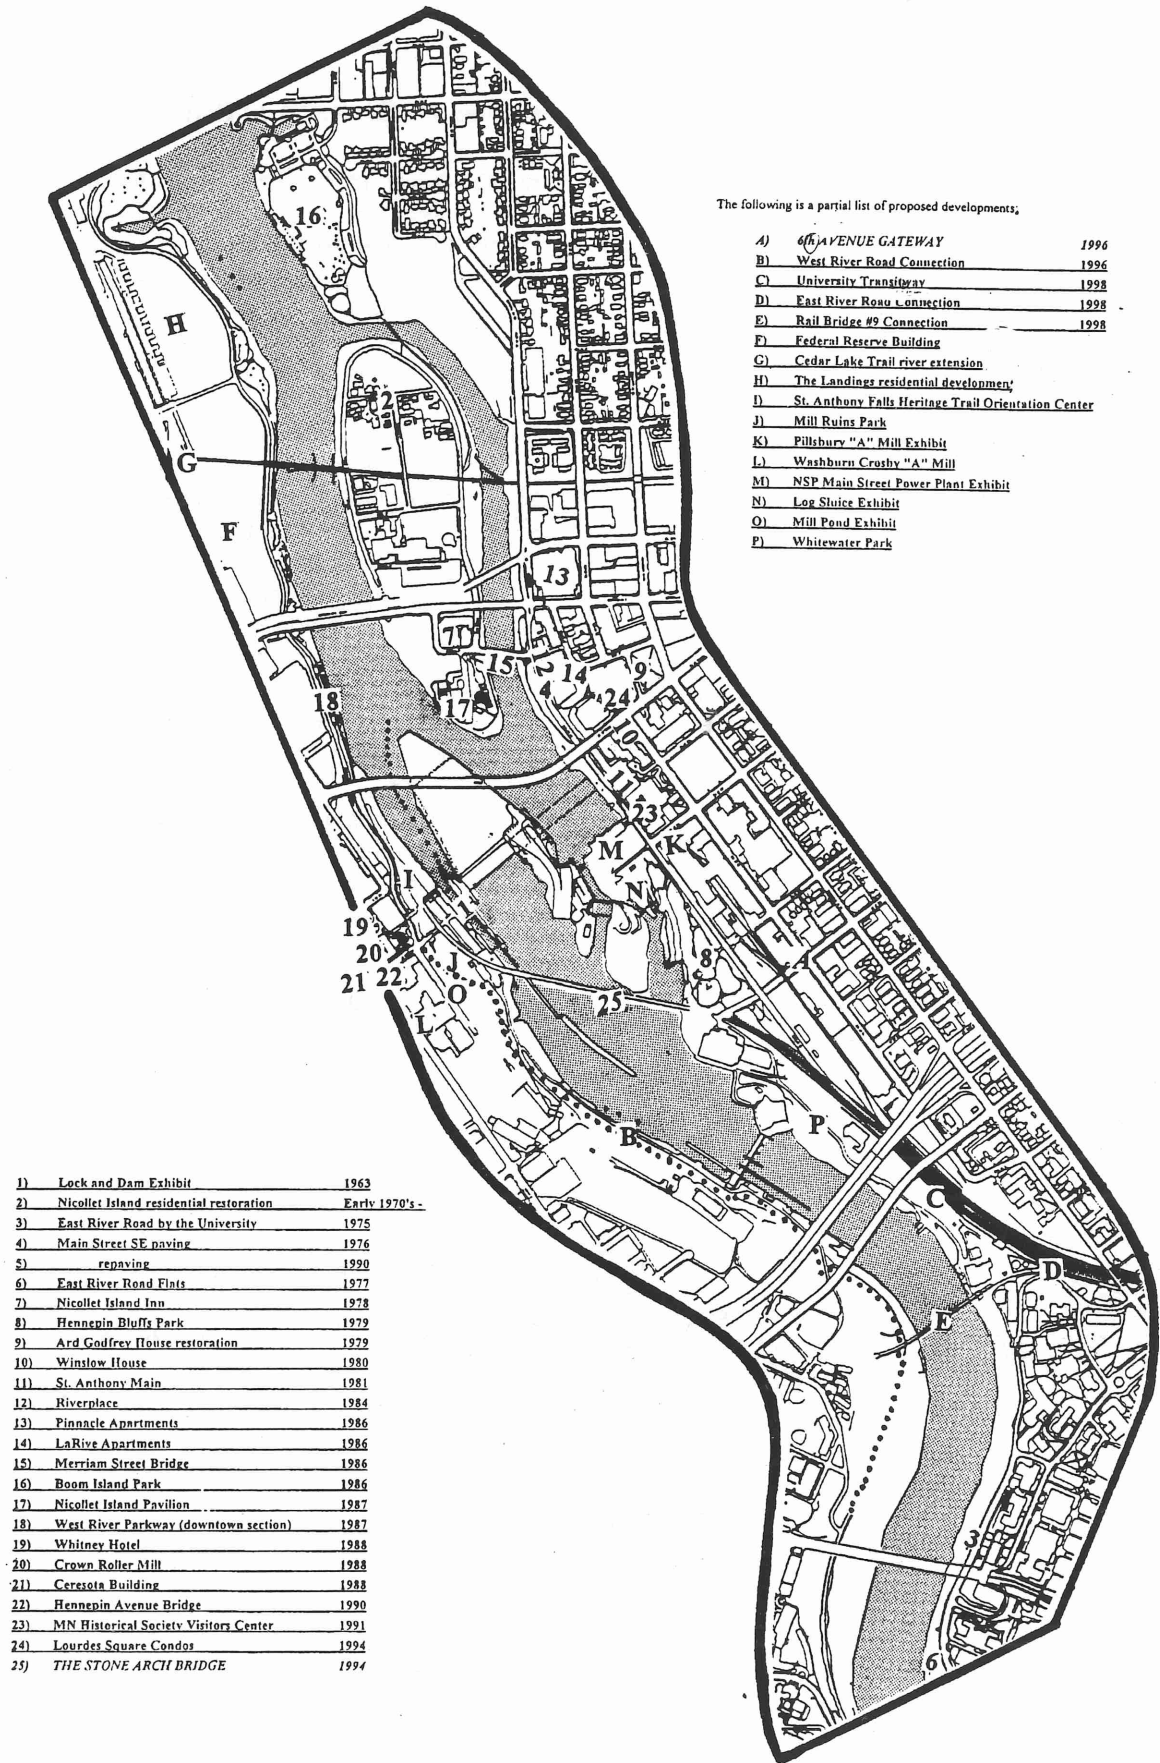 The following is a partial list of proposed developments;
A) 6th AVENUE GATEWAY 1996
B) West River Road Connection 1996
C) University Transitway 1998
D) East River Road Connection 1998
E) Rail Bridge #9 Connection 1998
F) Federal Reserve Building
G) Cedar Lake Trail river extension
H) The Landings residential development
I) St. Anthony Falls Heritage Trail Orientation Center
J) Mill Ruins Park
K) Pillsbury "A" Mill Exhibit
L) Washburn Crosby "A" Mill
M) NSP Main Street Power Plant Exhibit
N) Log Sluice Exhibit
O) Mill Pond Exhibit
P) Whitewater Park
16
H
2
G
F
13
7
15
2
14
9
4
24
18
17
10
11
23
M
K
I
N
19
20
21
22
J
8
A
O
25
L
B
P
C
D
E
3
6
1) Lock and Dam Exhibit 1963
2) Nicollet Island residential restoration Early 1970's -
3) East River Road by the University 1975
4) Main Street SE paving 1976
5) repaving 1990
6) East River Road Flats 1977
7) Nicollet Island Inn 1978
8) Hennepin Bluffs Park 1979
9) Ard Godfrey House restoration 1979
10) Winslow House 1980
11) St. Anthony Main 1981
12) Riverplace 1984
13) Pinnacle Apartments 1986
14) LaRive Apartments 1986
15) Merriam Street Bridge 1986
16) Boom Island Park 1986
17) Nicollet Island Pavilion 1987
18) West River Parkway (downtown section) 1987
19) Whitney Hotel 1988
20) Crown Roller Mill 1988
21) Ceresota Building 1988
22) Hennepin Avenue Bridge 1990
23) MN Historical Society Visitors Center 1991
24) Lourdes Square Condos 1994
25) THE STONE ARCH BRIDGE 1994